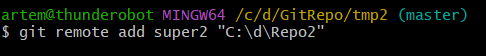 artem@thunderobot MINGW64 /c/d/GitRepo/tmp2 (master)
$ git remote add super2 "C:\d\Repo2"